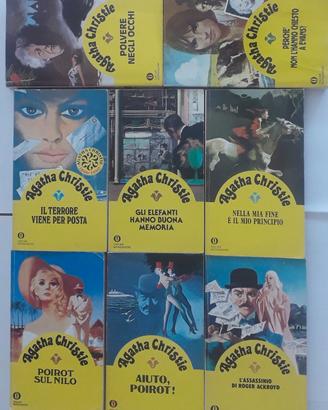 Agatha Christie
POLVERE
NEGLI OCCHI
Agatha Christie
PERCHE'
NON L'HANNO CHIESTO
A EVANS?
Agatha Christie
IL TERRORE
VIENE PER POSTA
Agatha Christie
GLI ELEFANTI
HANNO BUONA
MEMORIA
Agatha Christie
NELLA MIA FINE
È IL MIO PRINCIPIO
Agatha Christie
POIROT
SUL NILO
Agatha Christie
AIUTO,
POIROT!
Agatha Christie
L'ASSASSINIO
DI ROGER ACKROYD